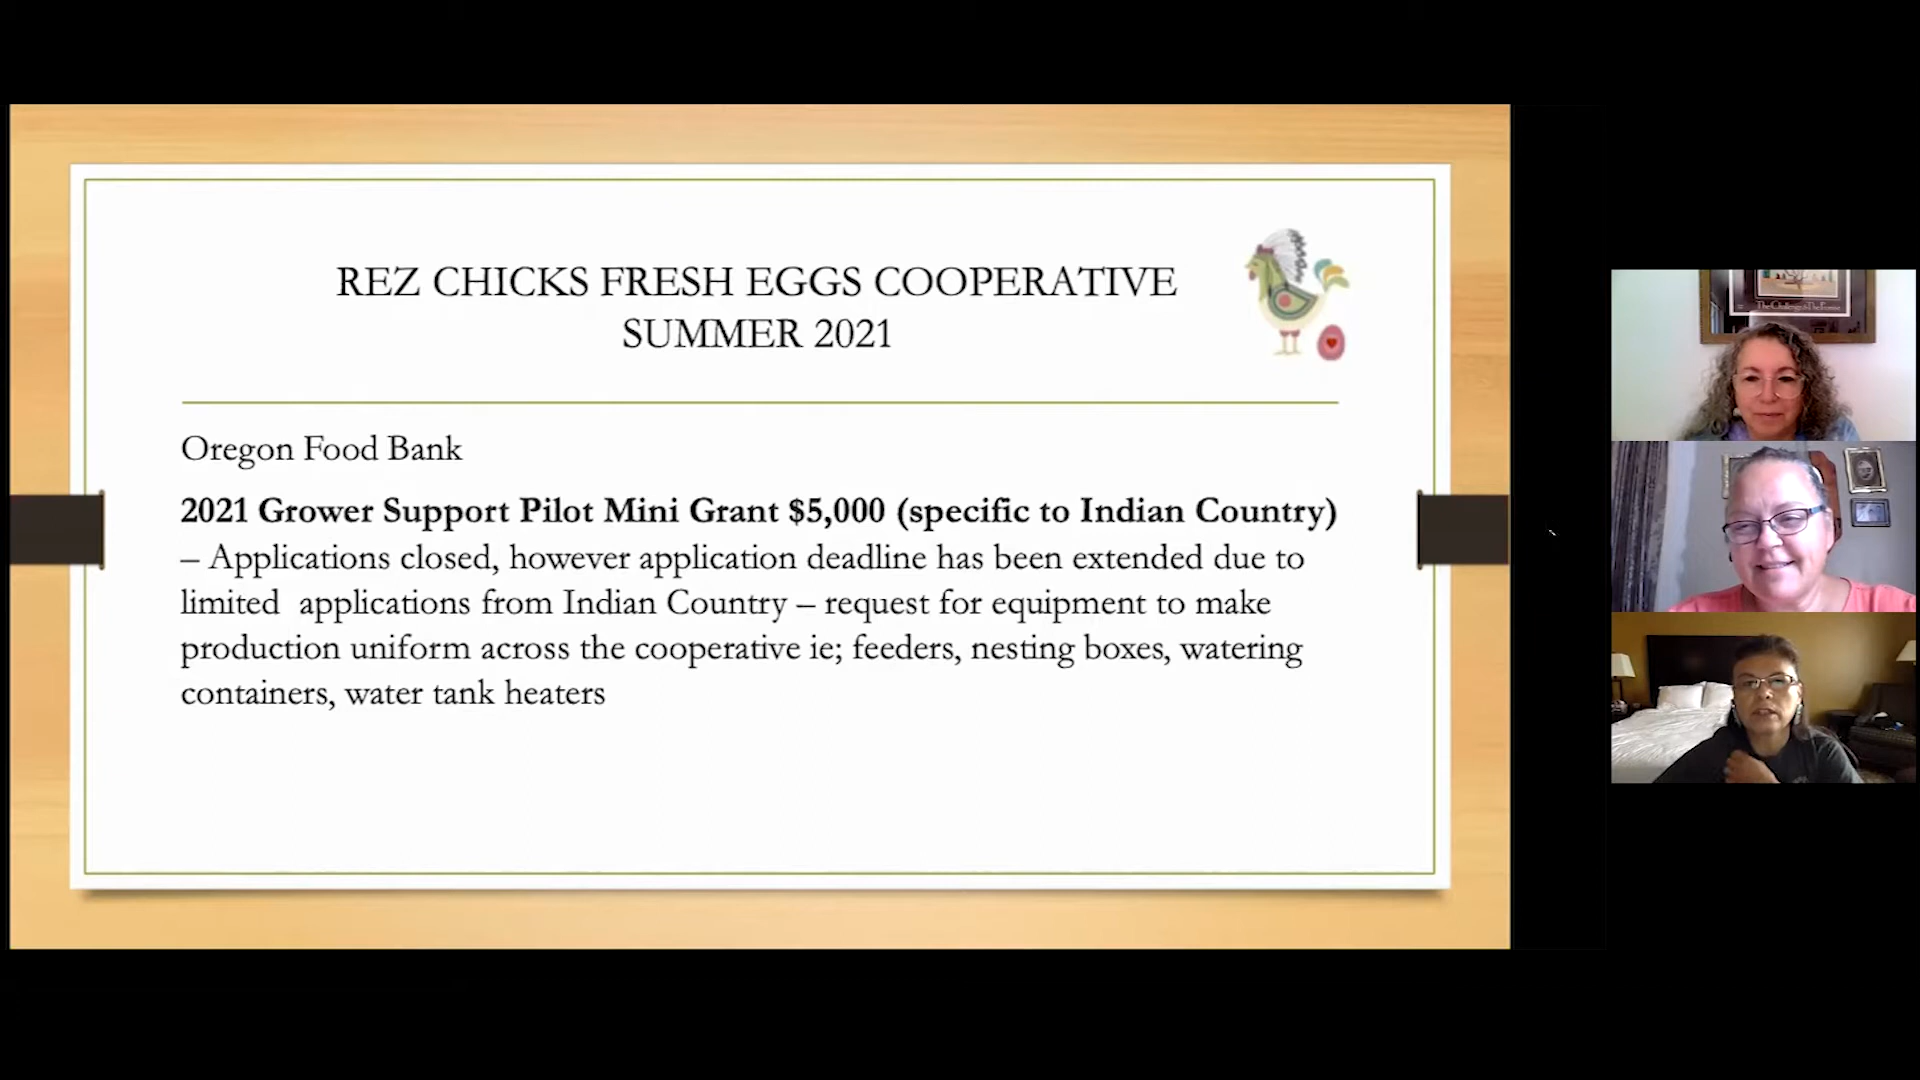 REZ CHICKS FRESH EGGS COOPERATIVE
SUMMER 2021
Oregon Food Bank
2021 Grower Support Pilot Mini Grant $5,000 (specific to Indian Country)
– Applications closed, however application deadline has been extended due to
limited applications from Indian Country – request for equipment to make
production uniform across the cooperative ie; feeders, nesting boxes, watering
containers, water tank heaters